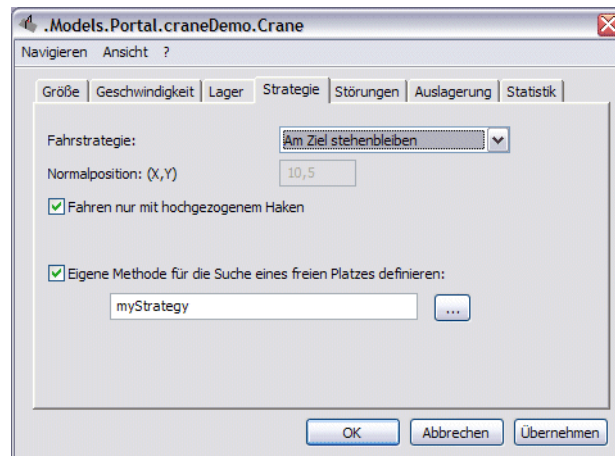 .Models.Portal.craneDemo.Crane
Navigieren Ansicht ?
Größe Geschwindigkeit Lager Strategie Störungen Auslagerung Statistik
Fahrstrategie: Am Ziel stehenbleiben
Normalposition: (X,Y) 10,5
Fahren nur mit hochgezogenem Haken
Eigene Methode für die Suche eines freien Platzes definieren:
myStrategy ...
OK Abbrechen Übernehmen